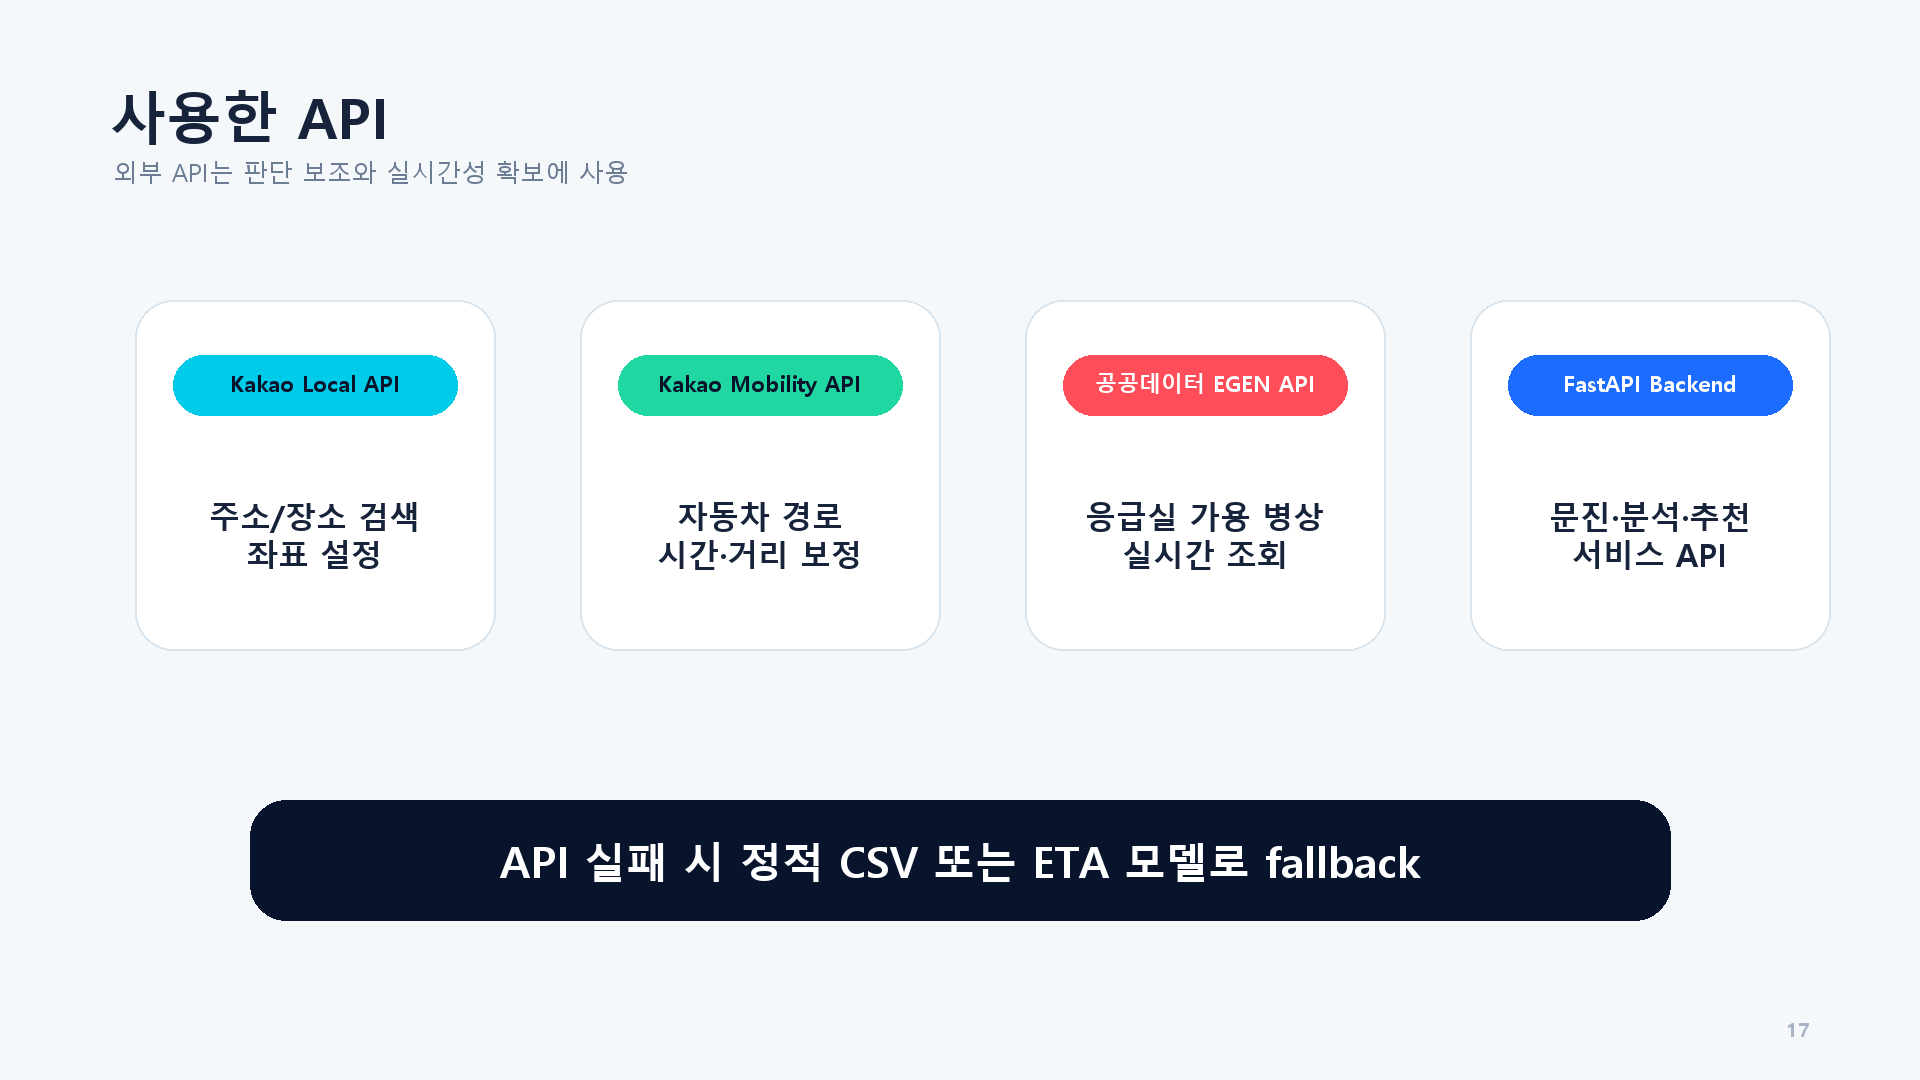 사용한 API
외부 API는 판단 보조와 실시간성 확보에 사용
Kakao Local API
주소/장소 검색
좌표 설정
Kakao Mobility API
자동차 경로
시간·거리 보정
공공데이터 EGEN API
응급실 가용 병상
실시간 조회
FastAPI Backend
문진·분석·추천
서비스 API
API 실패 시 정적 CSV 또는 ETA 모델로 fallback
17